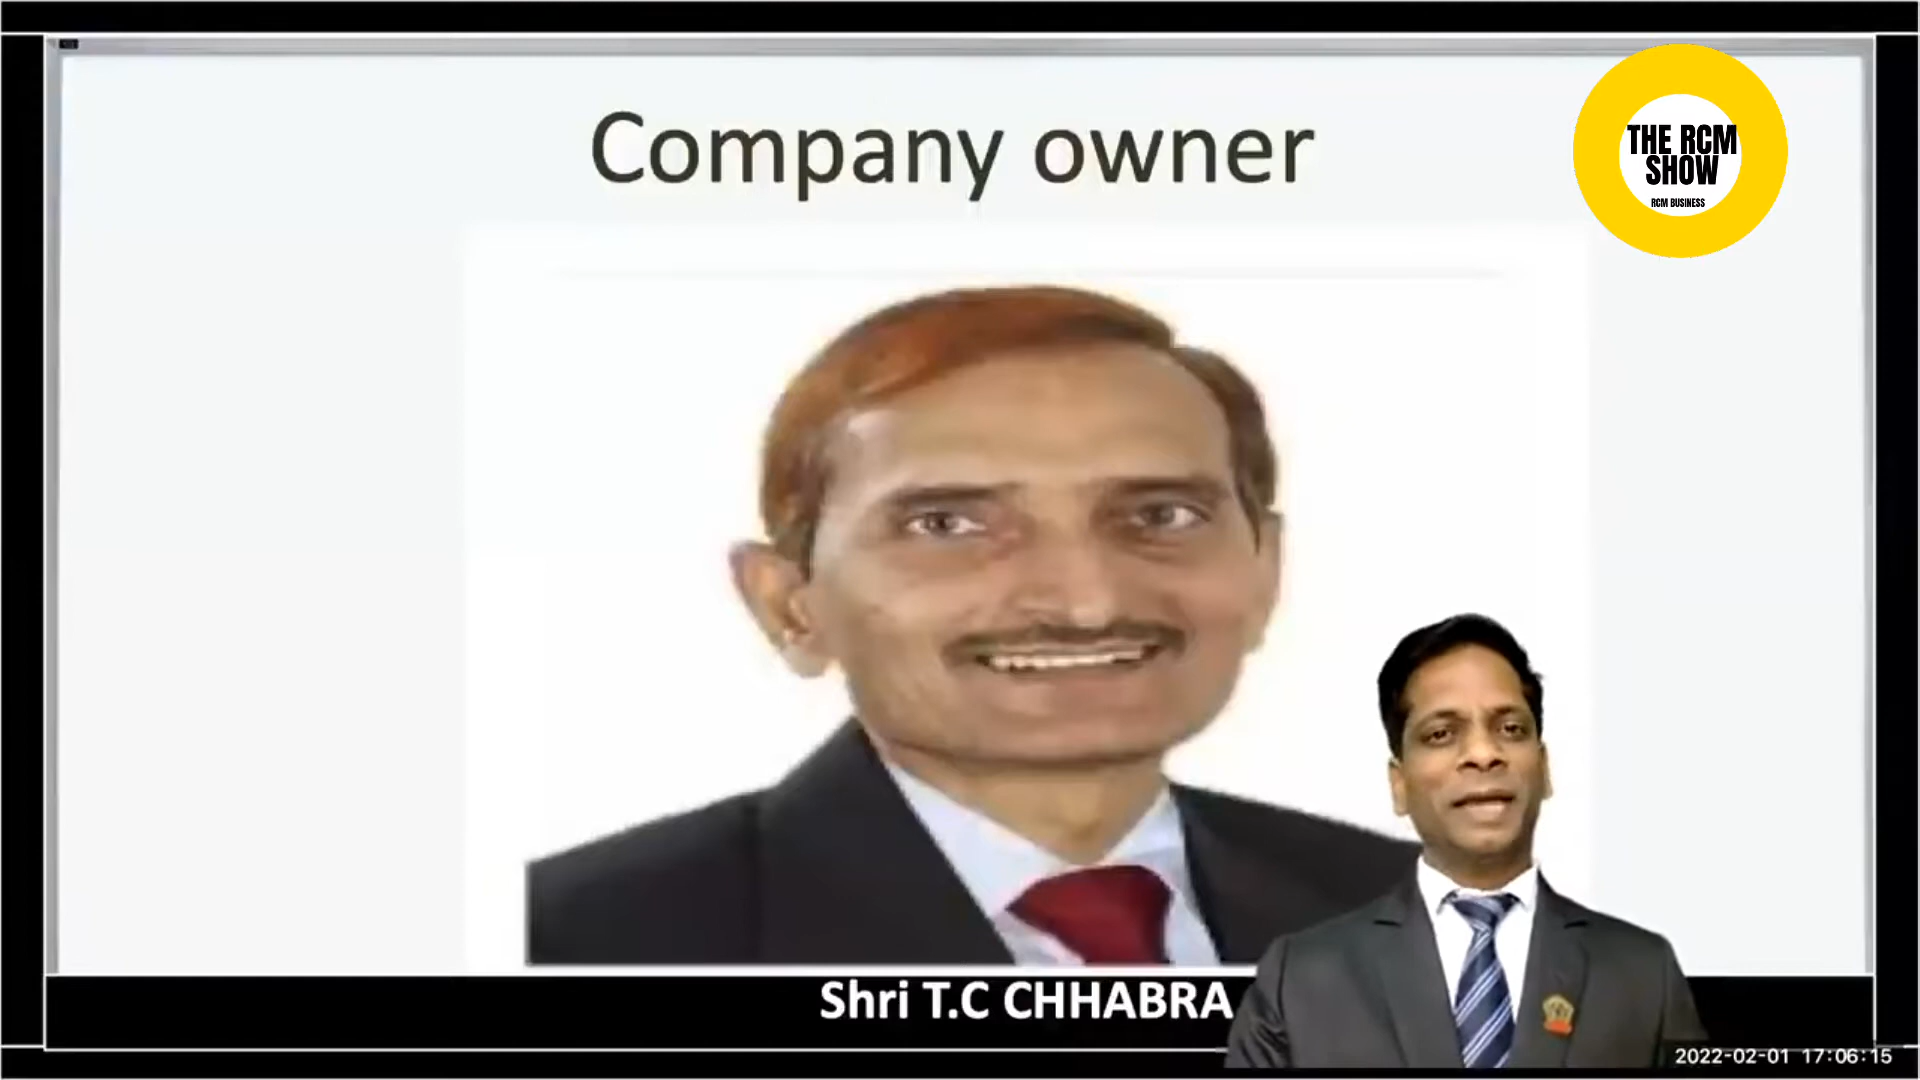 Company owner
THE RCM
SHOW
RCM BUSINESS
Shri T.C CHHABRA
2022-02-01 17:06:15